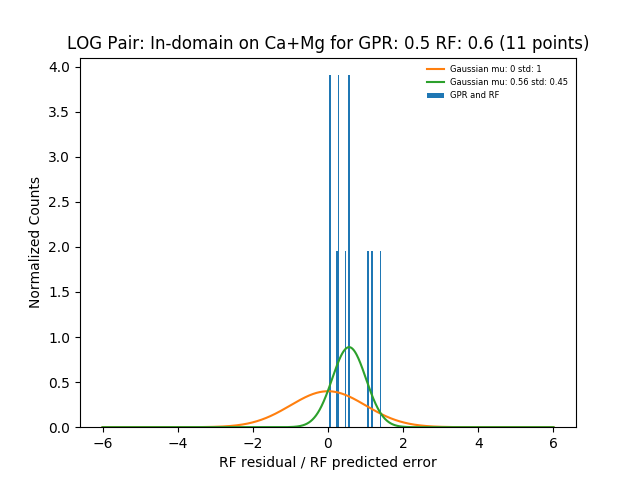 LOG Pair: In-domain on Ca+Mg for GPR: 0.5 RF: 0.6 (11 points)
Gaussian mu: 0 std: 1
Gaussian mu: 0.56 std: 0.45
GPR and RF
Normalized Counts
4.0
3.5
3.0
2.5
2.0
1.5
1.0
0.5
0.0
−6 −4 −2 0 2 4 6
RF residual / RF predicted error